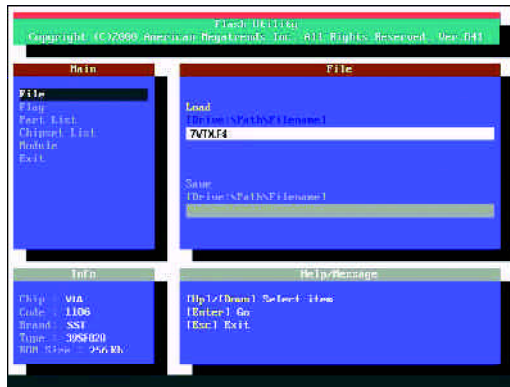 Flash Utility
Copyright (C)2000 American Megatrends Inc. All Rights Reserved. Ver.
Main
File
Flag
Part List
Chipset List
Module
Exit
File
Load
[Drive:\Path\Filename]
Save
[Drive:\Path\Filename]
Info
Chip : VIA
Code : 1106
Brand: SST
Type : 39SF020
ROM Size : 256 Kb
Help/Message
[Up]/[Down] Select item
[Enter] Go
[Esc] Exit